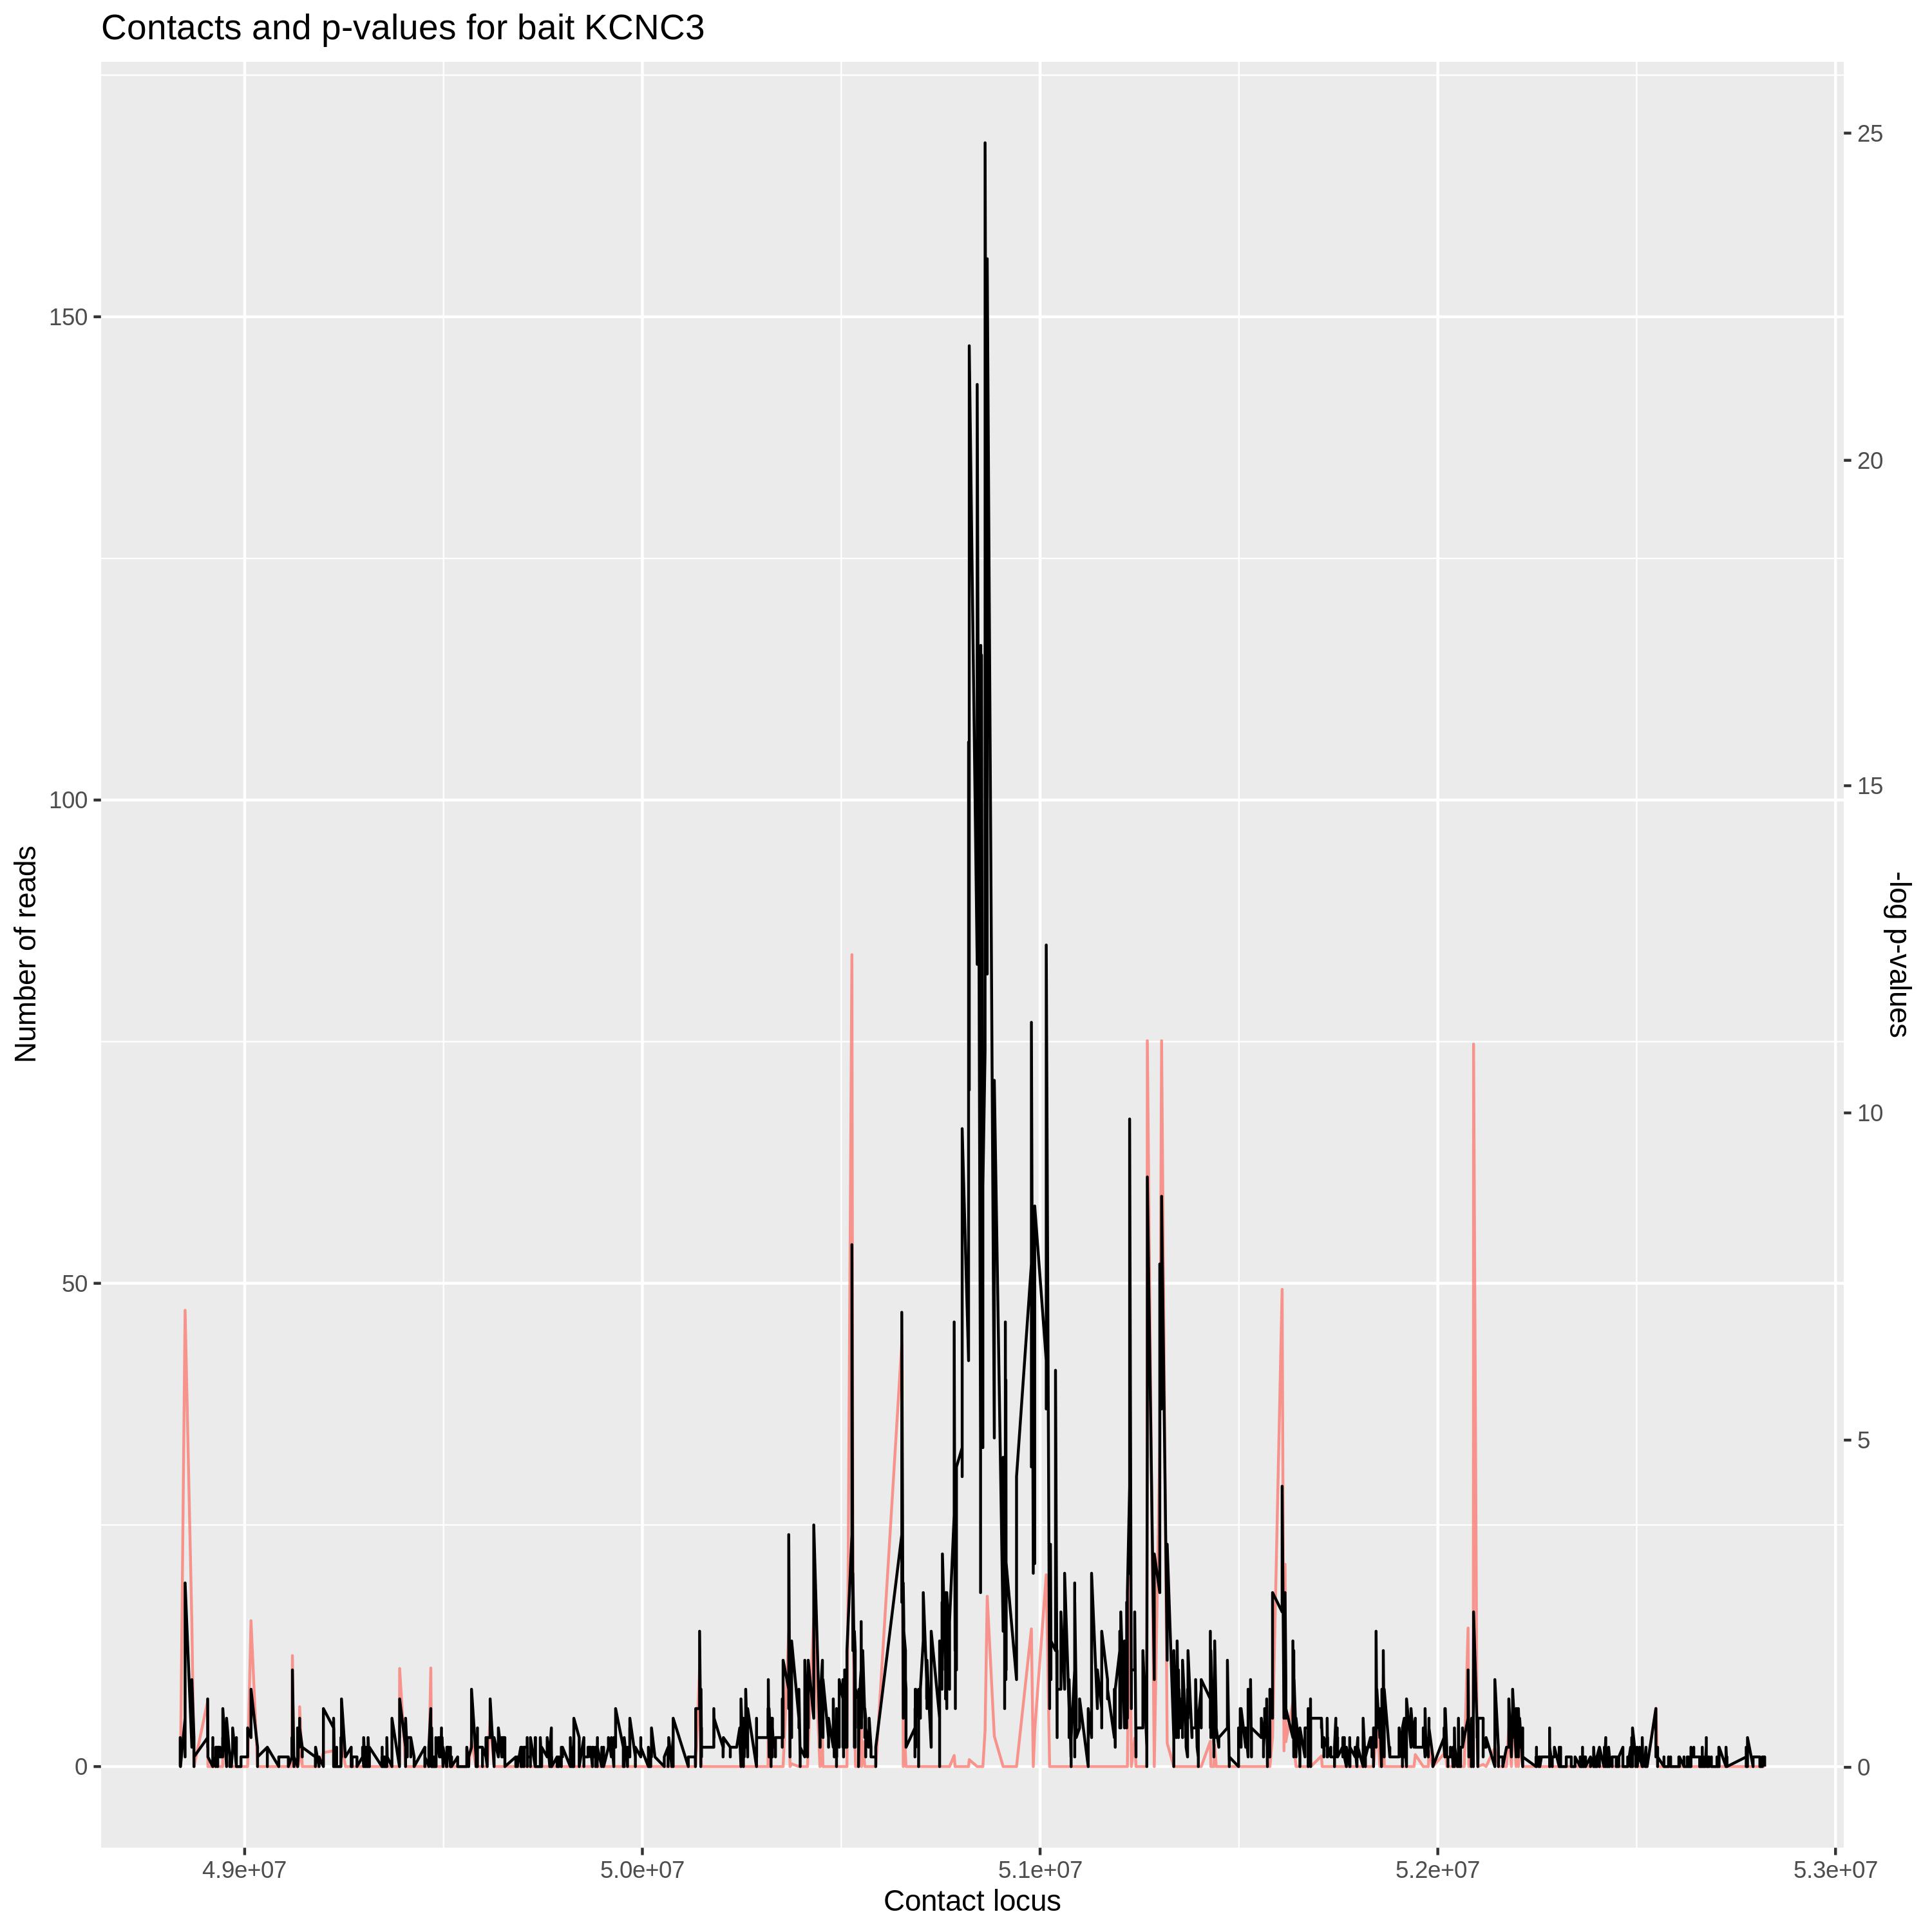 Contacts and p-values for bait KCNC3
150
100
50
0
25
20
15
10
5
0
Number of reads
-log p-values
4.9e+07 5.0e+07 5.1e+07 5.2e+07 5.3e+07
Contact locus